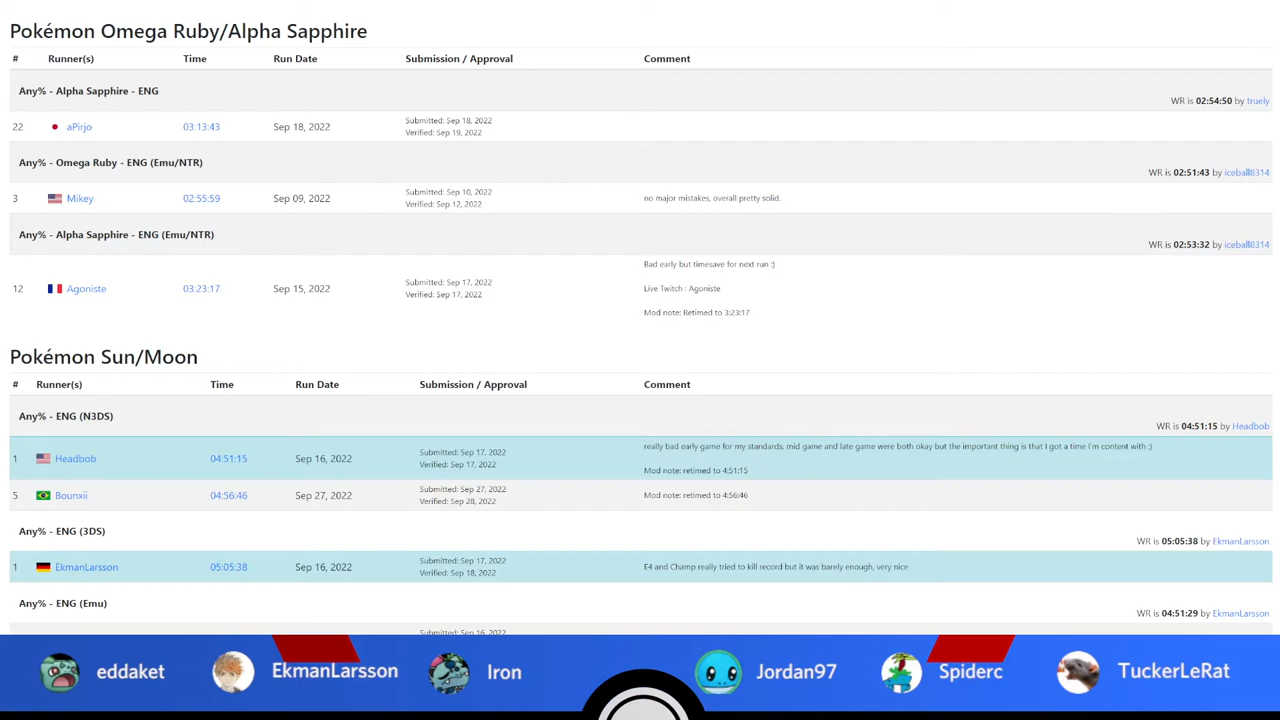 Pokémon Omega Ruby/Alpha Sapphire
# Runner(s) Time Run Date Submission / Approval Comment
Any% - Alpha Sapphire - ENG
WR is 02:54:50 by truely
22 aPirjo 03:13:43 Sep 18, 2022 Submitted: Sep 18, 2022
Verified: Sep 19, 2022
Any% - Omega Ruby - ENG (Emu/NTR)
WR is 02:51:43 by iceball8314
3 Mikey 02:55:59 Sep 09, 2022 Submitted: Sep 10, 2022 no major mistakes, overall pretty solid.
Verified: Sep 12, 2022
Any% - Alpha Sapphire - ENG (Emu/NTR)
WR is 02:53:32 by iceball8314
Bad early but timesave for next run :)
12 Agoniste 03:23:17 Sep 15, 2022 Submitted: Sep 17, 2022 Live Twitch : Agoniste
Verified: Sep 17, 2022
Mod note: Retimed to 3:23:17
Pokémon Sun/Moon
# Runner(s) Time Run Date Submission / Approval Comment
Any% - ENG (N3DS)
WR is 04:51:15 by Headbob
really bad early game for my standards, mid game and late game were both okay but the important thing is that I got a time I'm content with :)
1 Headbob 04:51:15 Sep 16, 2022 Submitted: Sep 17, 2022
Verified: Sep 17, 2022
Mod note: retimed to 4:51:15
5 Bounxii 04:56:46 Sep 27, 2022 Submitted: Sep 27, 2022 Mod note: retimed to 4:56:46
Verified: Sep 28, 2022
Any% - ENG (3DS)
WR is 05:05:38 by EkmanLarsson
1 EkmanLarsson 05:05:38 Sep 16, 2022 Submitted: Sep 17, 2022 E4 and Champ really tried to kill record but it was barely enough, very nice
Verified: Sep 18, 2022
Any% - ENG (Emu)
WR is 04:51:29 by EkmanLarsson
Submitted: Sep 16, 2022
eddaket EkmanLarsson Iron Jordan97 Spiderc TuckerLeRat